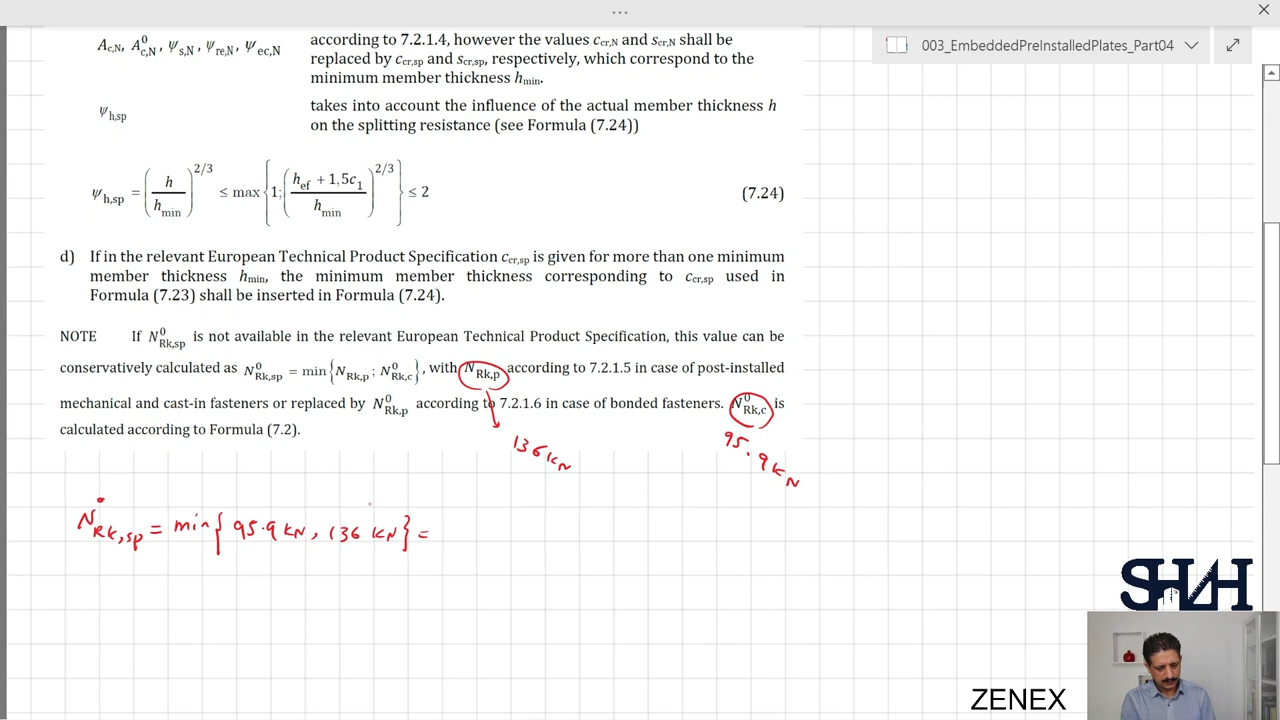 ...
003_EmbeddedPreInstalledPlates_Part04
A_c,N, A⁰_c,N, ψ_s,N, ψ_re,N, ψ_ec,N according to 7.2.1.4, however the values c_cr,N and s_cr,N shall be
replaced by c_cr,sp and s_cr,sp, respectively, which correspond to the
minimum member thickness h_min.
ψ_h,sp takes into account the influence of the actual member thickness h
on the splitting resistance (see Formula (7.24))
ψ_h,sp = (h / h_min)^2/3 ≤ max {1; ((h_ef + 1,5c_1) / h_min)^2/3} ≤ 2 (7.24)
d) If in the relevant European Technical Product Specification c_cr,sp is given for more than one minimum
member thickness h_min, the minimum member thickness corresponding to c_cr,sp used in
Formula (7.23) shall be inserted in Formula (7.24).
NOTE If N⁰_Rk,sp is not available in the relevant European Technical Product Specification, this value can be
conservatively calculated as N⁰_Rk,sp = min{N_Rk,p ; N⁰_Rk,c}, with N_Rk,p according to 7.2.1.5 in case of post-installed
mechanical and cast-in fasteners or replaced by N⁰_Rk,p according to 7.2.1.6 in case of bonded fasteners. N⁰_Rk,c is
calculated according to Formula (7.2).
136 kN
95.9 kN
N°_Rk,sp = min{ 95.9 kN, 136 kN} =
SHLH
ZENEX